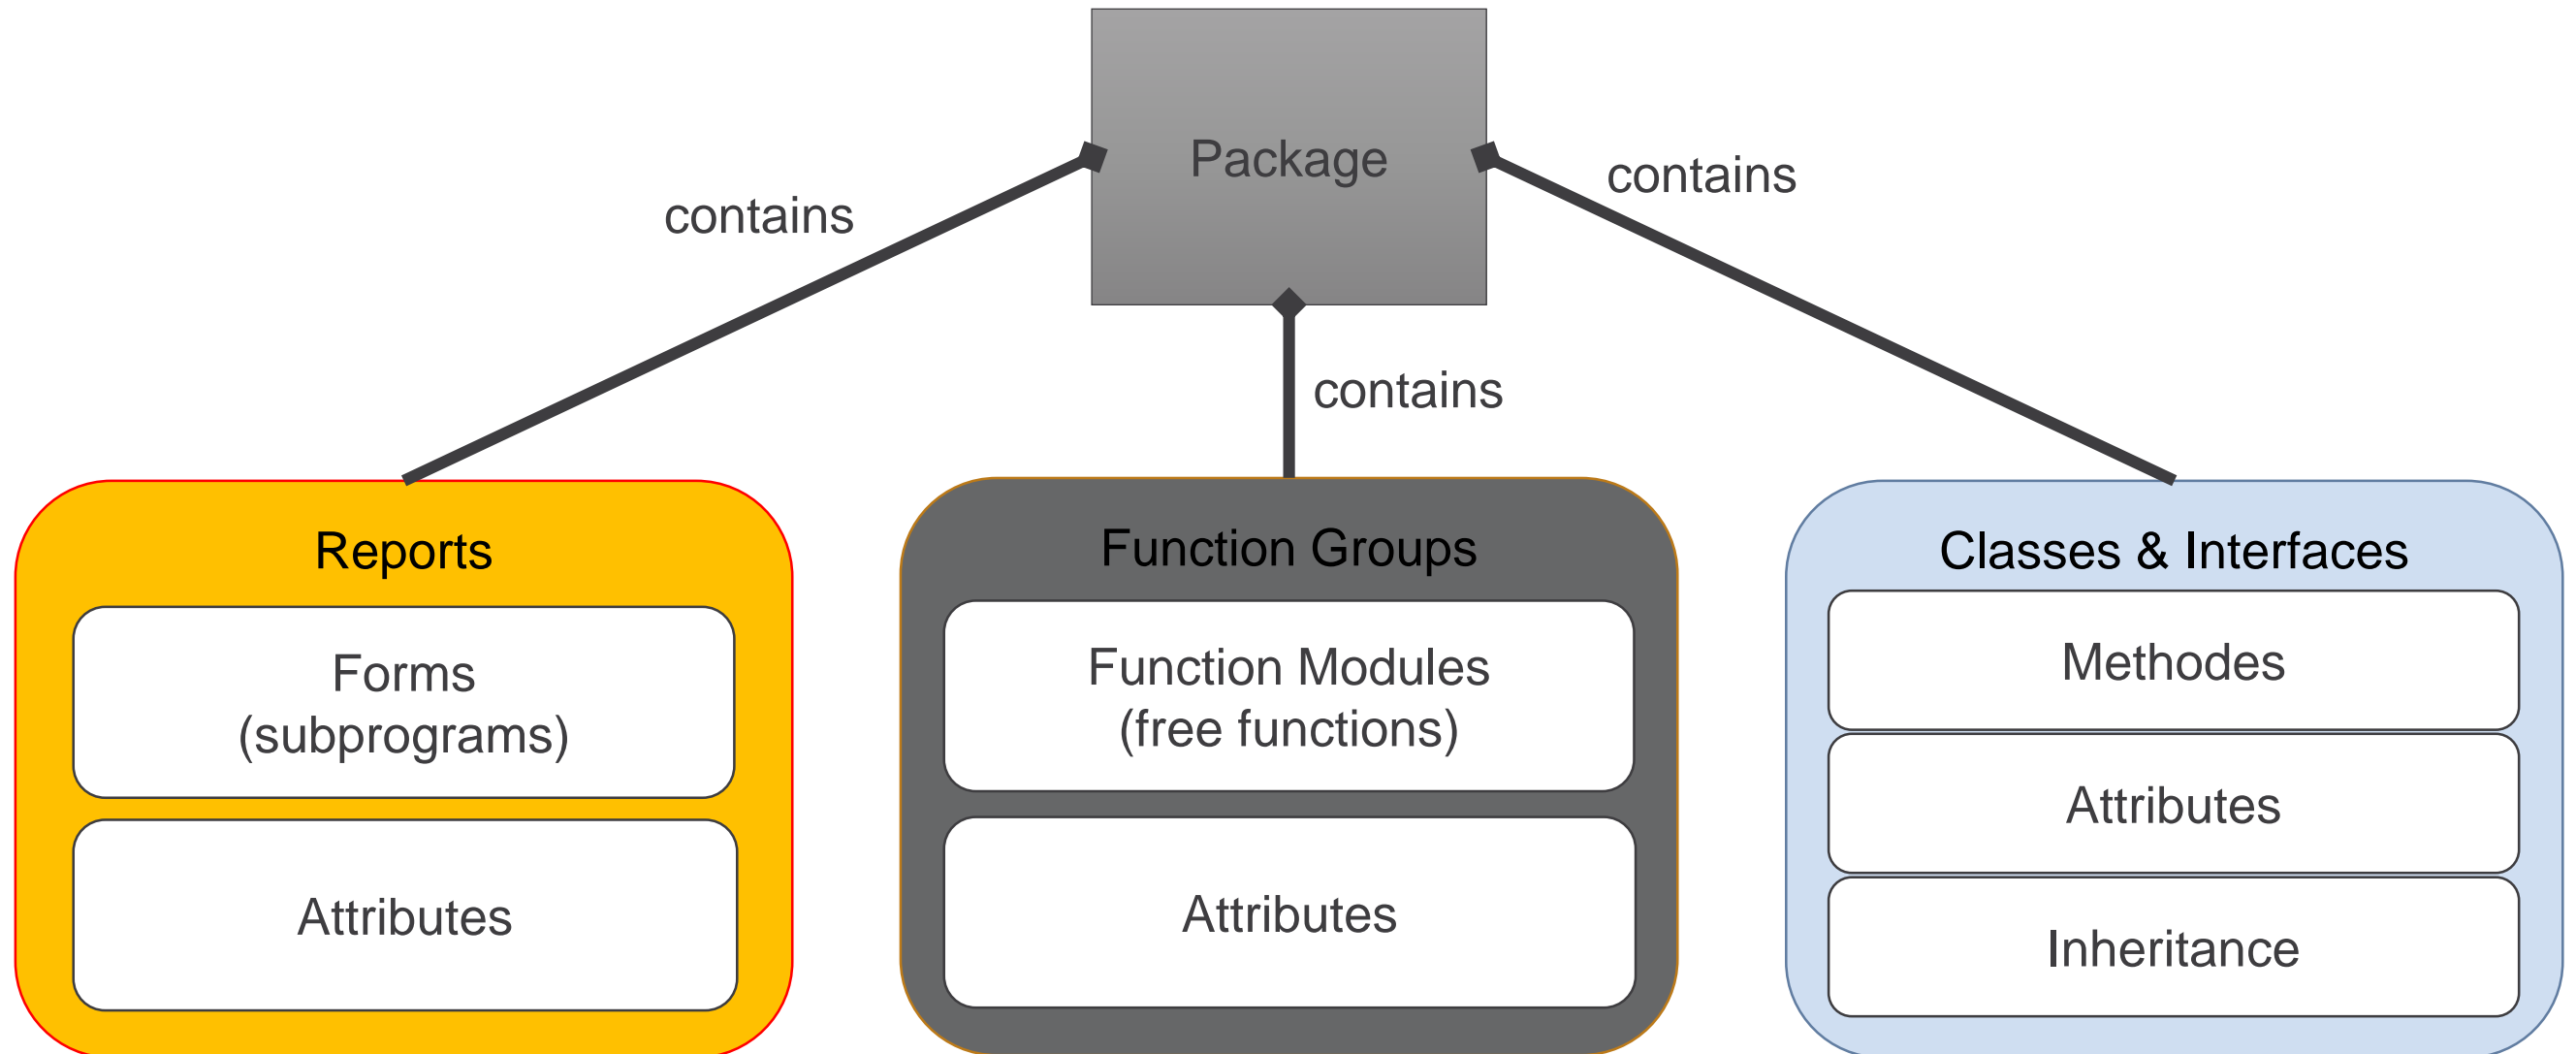 Package
contains
contains
contains
Reports
Forms
(subprograms)
Attributes
Function Groups
Function Modules
(free functions)
Attributes
Classes & Interfaces
Methodes
Attributes
Inheritance